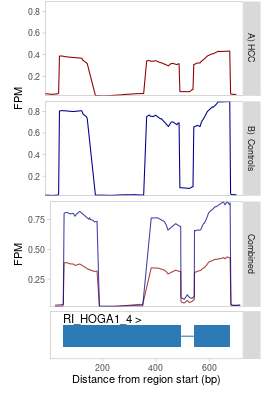 0.8
0.6
0.4
0.2
FPM
A) HCC
0.8
0.6
0.4
0.2
B) Controls
0.75
0.50
0.25
FPM
Combined
RI_HOGA1_4 >
200
400
600
Distance from region start (bp)